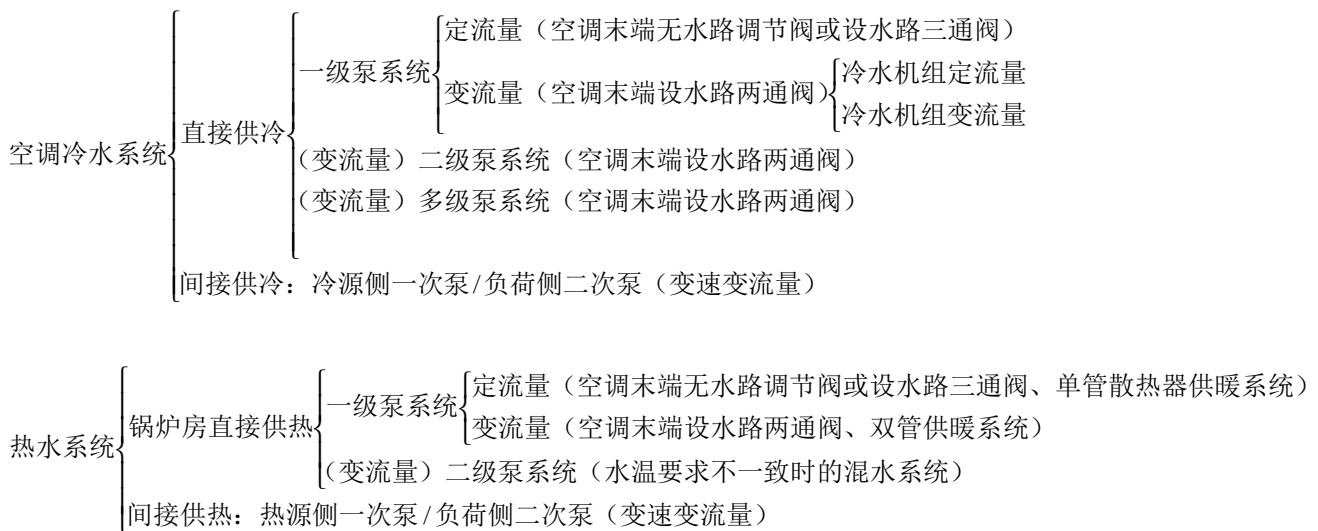 定流量（空调末端无水路调节阀或设水路三通阀）
一级泵系统
冷水机组定流量
变流量（空调末端设水路两通阀）
冷水机组变流量
直接供冷
空调冷水系统
（变流量）二级泵系统（空调末端设水路两通阀）
（变流量）多级泵系统（空调末端设水路两通阀）
间接供冷：冷源侧一次泵/负荷侧二次泵（变速变流量）
定流量（空调末端无水路调节阀或设水路三通阀、单管散热器供暖系统）
一级泵系统
锅炉房直接供热
变流量（空调末端设水路两通阀、双管供暖系统）
热水系统
（变流量）二级泵系统（水温要求不一致时的混水系统）
间接供热：热源侧一次泵/负荷侧二次泵（变速变流量）